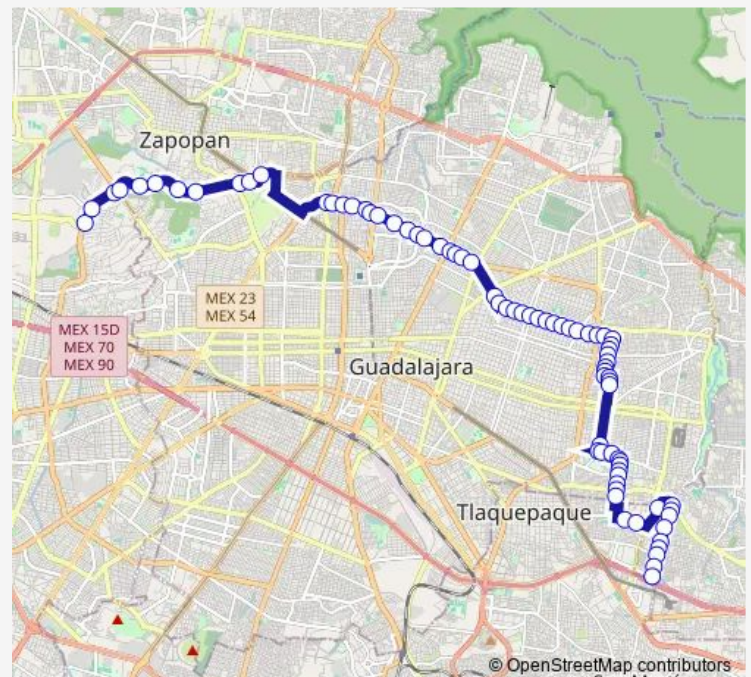 Zapopan
MEX 23
MEX 54
MEX 15D
MEX 70
MEX 90
Guadalajara
Tlaquepaque
© OpenStreetMap contributors